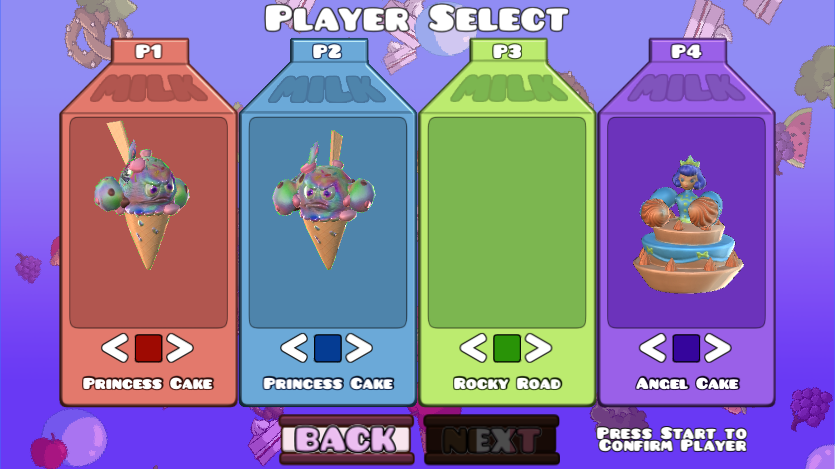 Player Select
P1
P2
P3
P4
MILK
MILK
MILK
MILK
Princess Cake
Princess Cake
Rocky Road
Angel Cake
BACK
NEXT
Press Start to
Confirm Player